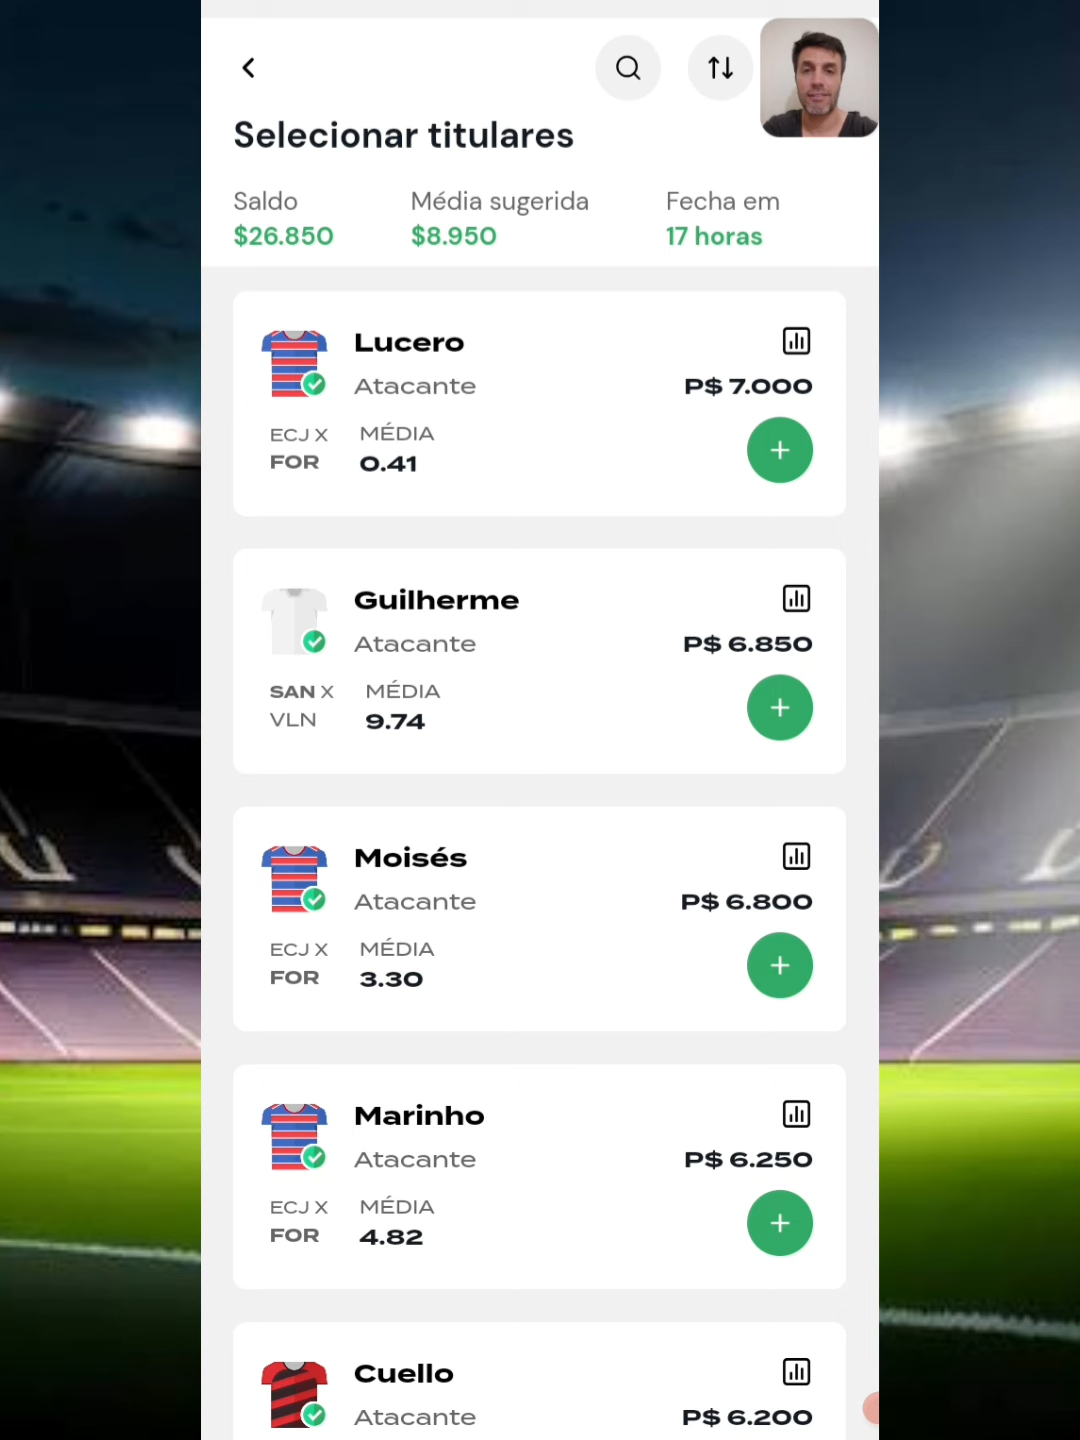 Selecionar titulares
Saldo Média sugerida Fecha em
$26.850 $8.950 17 horas
Lucero
Atacante P$ 7.000
ECJ X MÉDIA
FOR 0.41
Guilherme
Atacante P$ 6.850
SAN X MÉDIA
VLN 9.74
Moisés
Atacante P$ 6.800
ECJ X MÉDIA
FOR 3.30
Marinho
Atacante P$ 6.250
ECJ X MÉDIA
FOR 4.82
Cuello
Atacante P$ 6.200